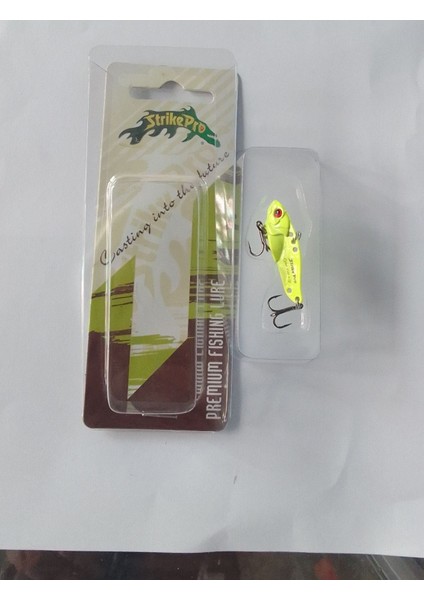 StrikePro
Casting into the future
PREMIUM FISHING LURE